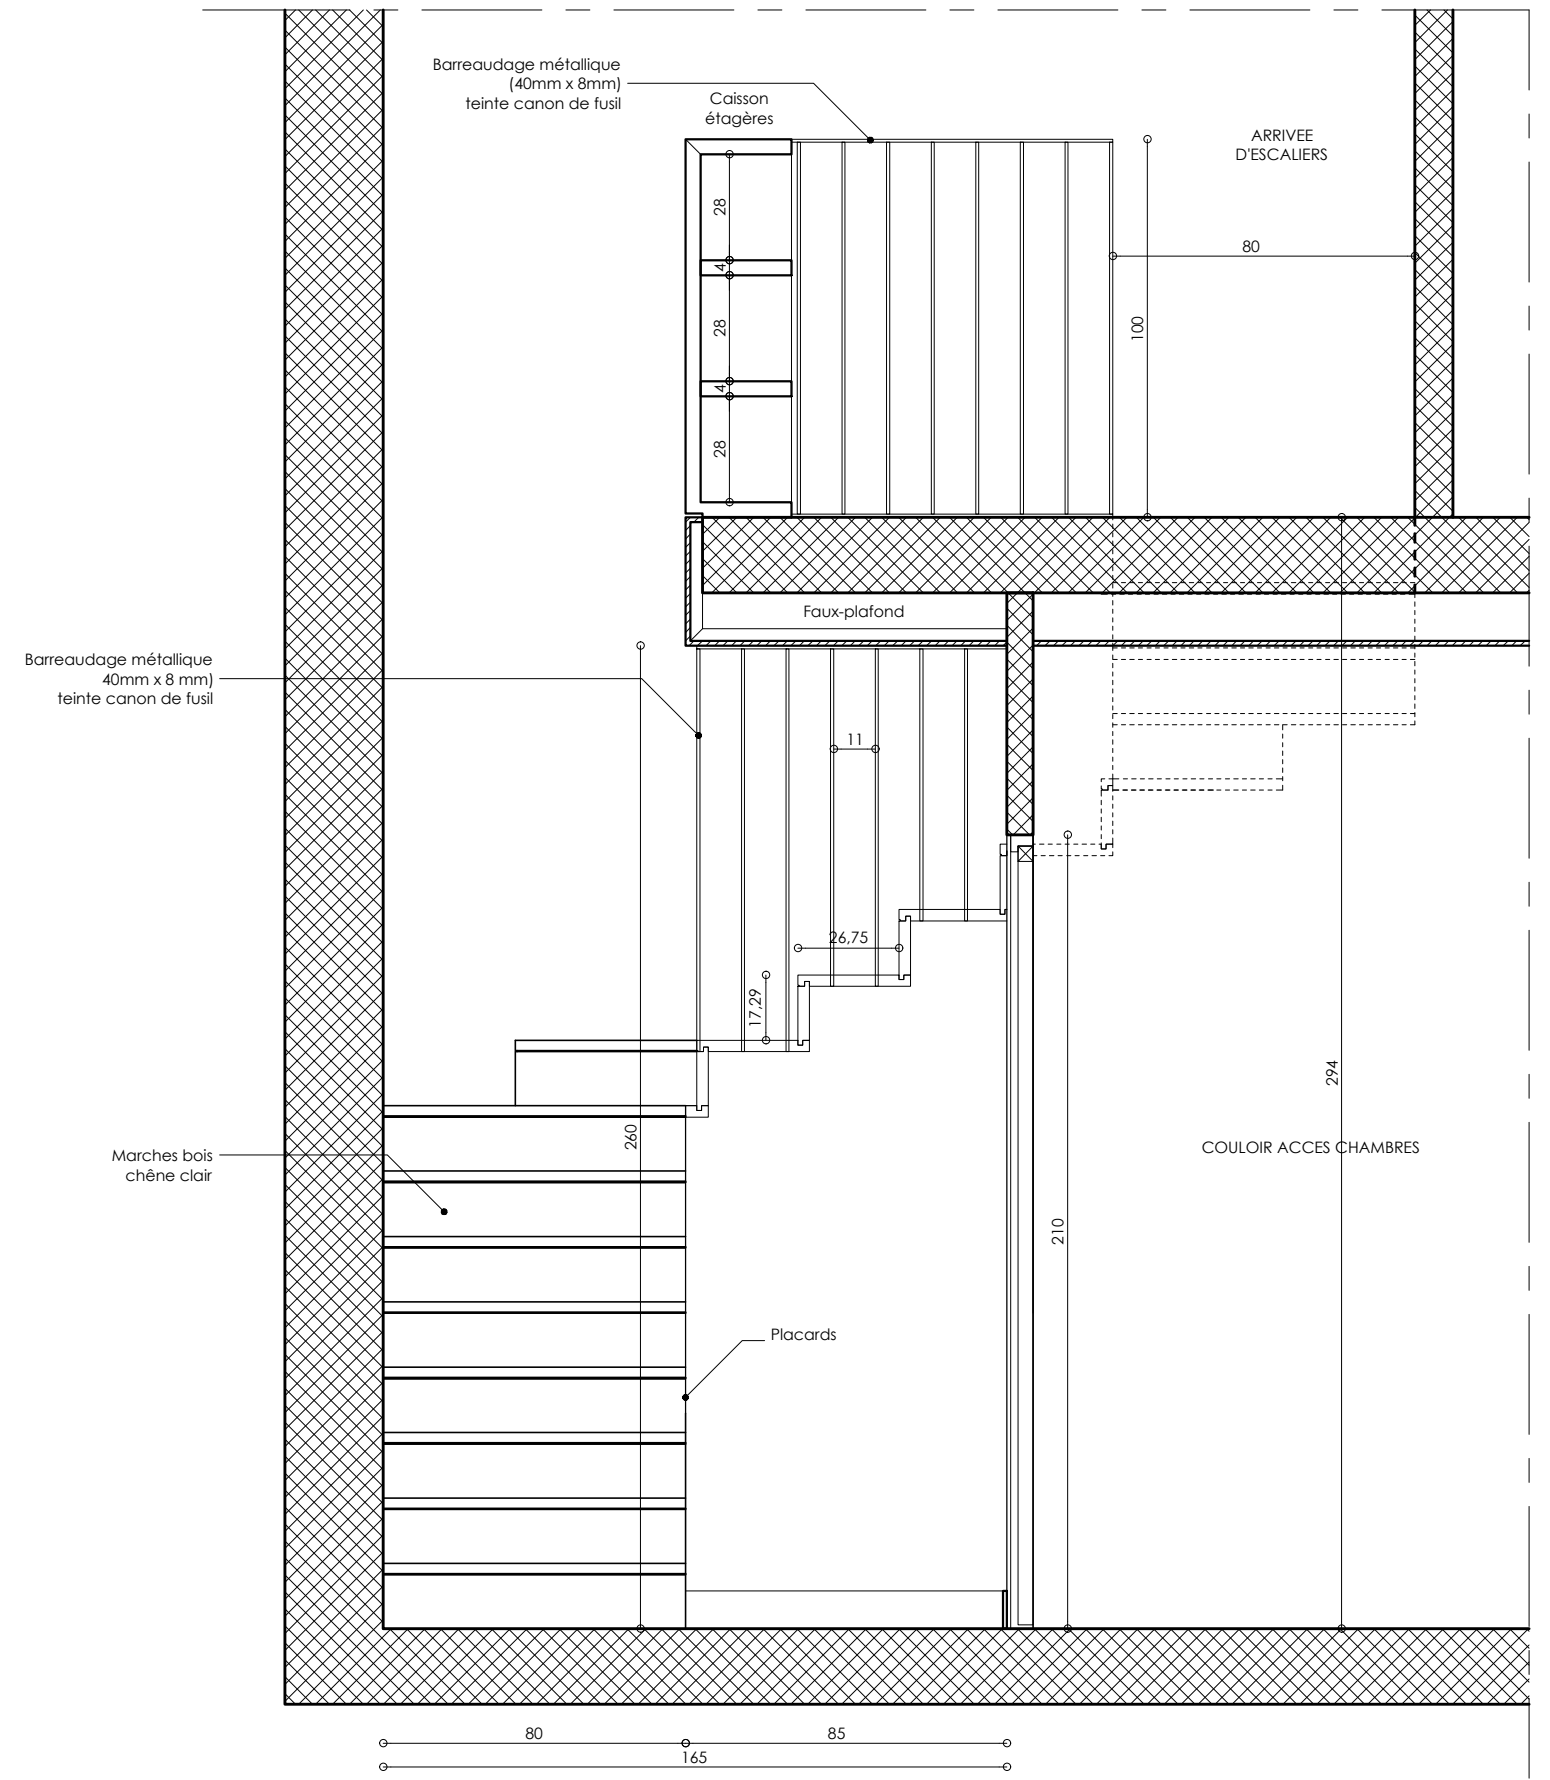 Barreaudage métallique
(40mm x 8mm)
teinte canon de fusil
Caisson
étagères
ARRIVEE
D'ESCALIERS
28
4
28
4
28
80
100
Faux-plafond
Barreaudage métallique
40mm x 8 mm)
teinte canon de fusil
11
26,75
17,29
294
260
COULOIR ACCES CHAMBRES
Marches bois
chêne clair
210
Placards
80
85
165